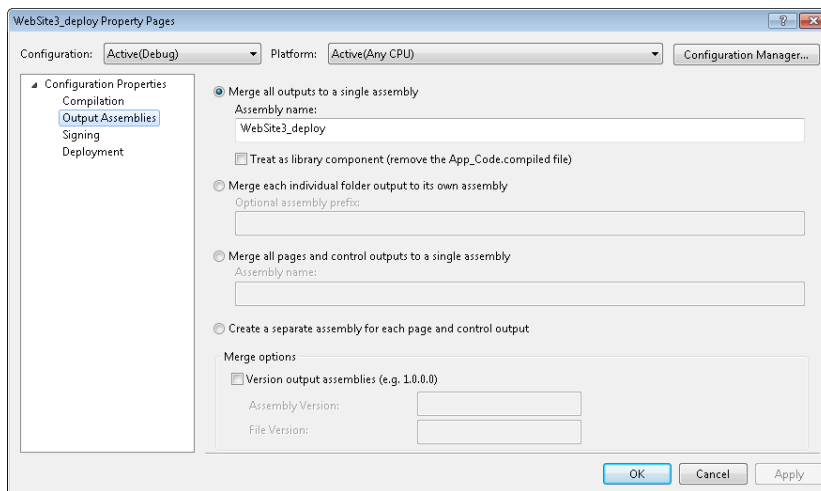 WebSite3_deploy Property Pages
Configuration: Active(Debug) Platform: Active(Any CPU) Configuration Manager...
Configuration Properties
Compilation
Output Assemblies
Signing
Deployment
Merge all outputs to a single assembly
Assembly name:
WebSite3_deploy
Treat as library component (remove the App_Code.compiled file)
Merge each individual folder output to its own assembly
Optional assembly prefix:
Merge all pages and control outputs to a single assembly
Assembly name:
Create a separate assembly for each page and control output
Merge options
Version output assemblies (e.g. 1.0.0.0)
Assembly Version:
File Version:
OK Cancel Apply